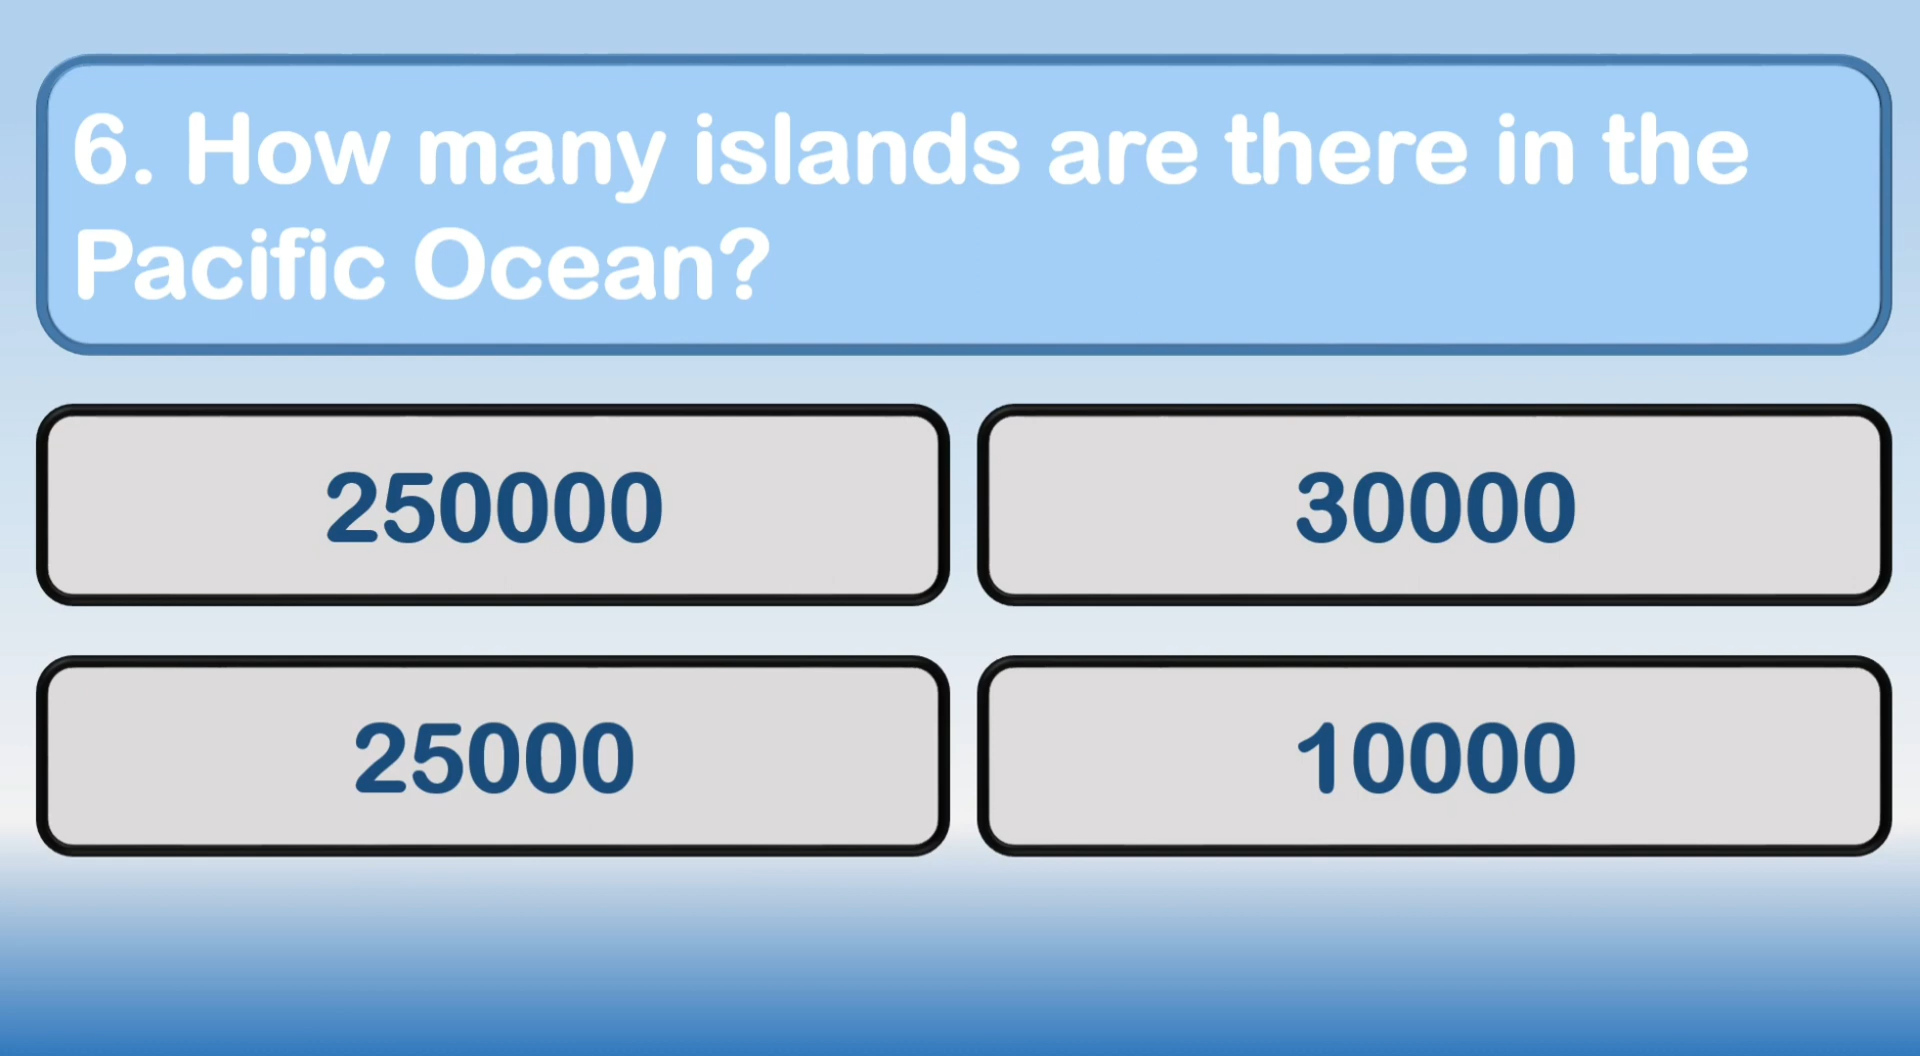 6. How many islands are there in the
Pacific Ocean?
250000
30000
25000
10000